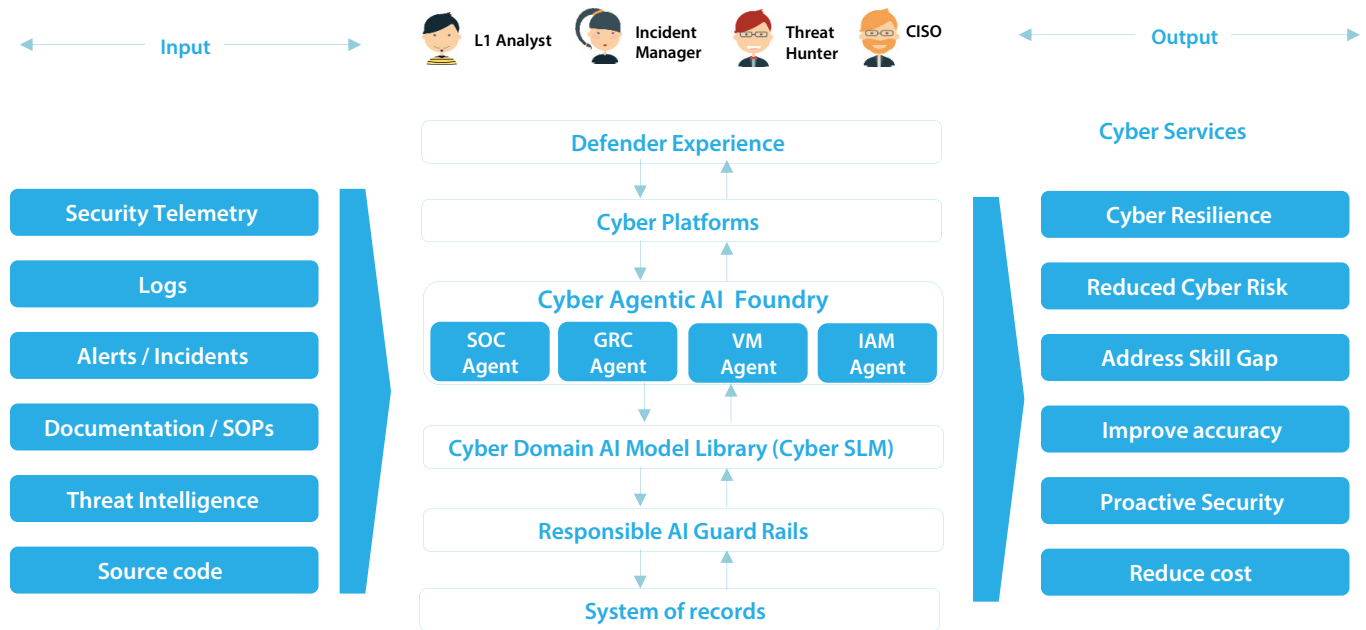 Input
L1 Analyst
Incident
Manager
Threat
Hunter
CISO
Output
Security Telemetry
Logs
Alerts / Incidents
Documentation / SOPs
Threat Intelligence
Source code
Defender Experience
Cyber Platforms
Cyber Agentic AI Foundry
SOC
Agent
GRC
Agent
VM
Agent
IAM
Agent
Cyber Domain AI Model Library (Cyber SLM)
Responsible AI Guard Rails
System of records
Cyber Services
Cyber Resilience
Reduced Cyber Risk
Address Skill Gap
Improve accuracy
Proactive Security
Reduce cost